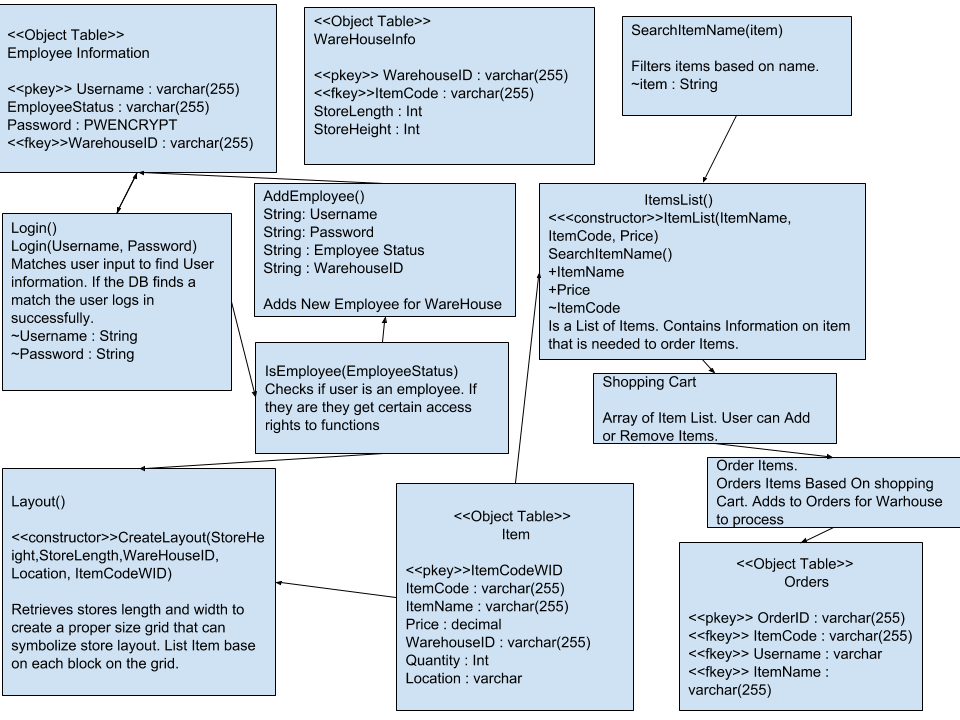 <<Object Table>>
Employee Information
<<pkey>> Username : varchar(255)
EmployeeStatus : varchar(255)
Password : PWENCRYPT
<<fkey>>WarehouseID : varchar(255)
<<Object Table>>
WareHouseInfo
<<pkey>> WarehouseID : varchar(255)
<<fkey>>ItemCode : varchar(255)
StoreLength : Int
StoreHeight : Int
SearchItemName(item)
Filters items based on name.
~item : String
Login()
Login(Username, Password)
Matches user input to find User
information. If the DB finds a
match the user logs in
successfully.
~Username : String
~Password : String
AddEmployee()
String: Username
String: Password
String : Employee Status
String : WarehouseID
Adds New Employee for WareHouse
ItemsList()
<<<constructor>>ItemList(ItemName,
ItemCode, Price)
SearchItemName()
+ItemName
+Price
~ItemCode
Is a List of Items. Contains Information on item
that is needed to order Items.
IsEmployee(EmployeeStatus)
Checks if user is an employee. If
they are they get certain access
rights to functions
Shopping Cart
Array of Item List. User can Add
or Remove Items.
Order Items.
Orders Items Based On shopping
Cart. Adds to Orders for Warhouse
to process
Layout()
<<constructor>>CreateLayout(StoreHe
ight,StoreLength,WareHouseID,
Location, ItemCodeWID)
Retrieves stores length and width to
create a proper size grid that can
symbolize store layout. List Item base
on each block on the grid.
<<Object Table>>
Item
<<pkey>>ItemCodeWID
ItemCode : varchar(255)
ItemName : varchar(255)
Price : decimal
WarehouseID : varchar(255)
Quantity : Int
Location : varchar
<<Object Table>>
Orders
<<pkey>> OrderID : varchar(255)
<<fkey>> ItemCode : varchar(255)
<<fkey>> Username : varchar
<<fkey>> ItemName :
varchar(255)